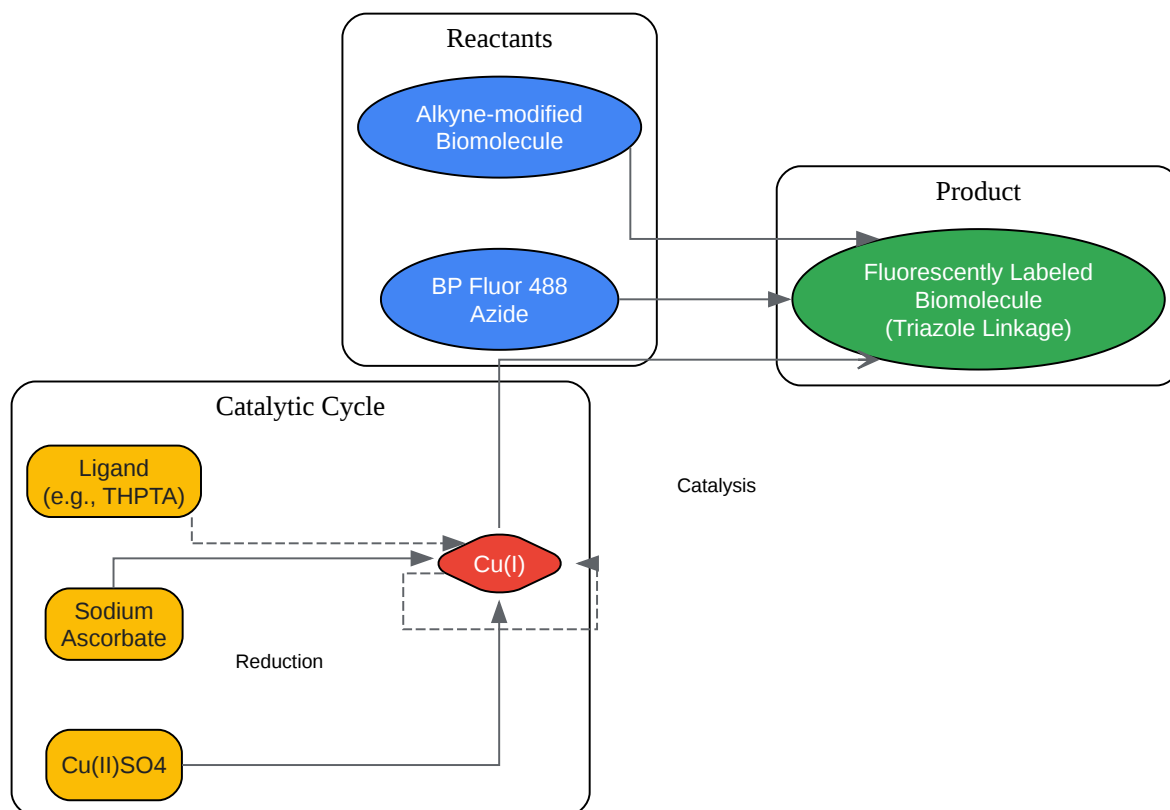 Reactants
Alkyne-modified
Biomolecule
BP Fluor 488
Azide
Product
Fluorescently Labeled
Biomolecule
(Triazole Linkage)
Catalytic Cycle
Ligand
(e.g., THPTA)
Catalysis
Cu(I)
Sodium
Ascorbate
Reduction
Cu(II)SO4